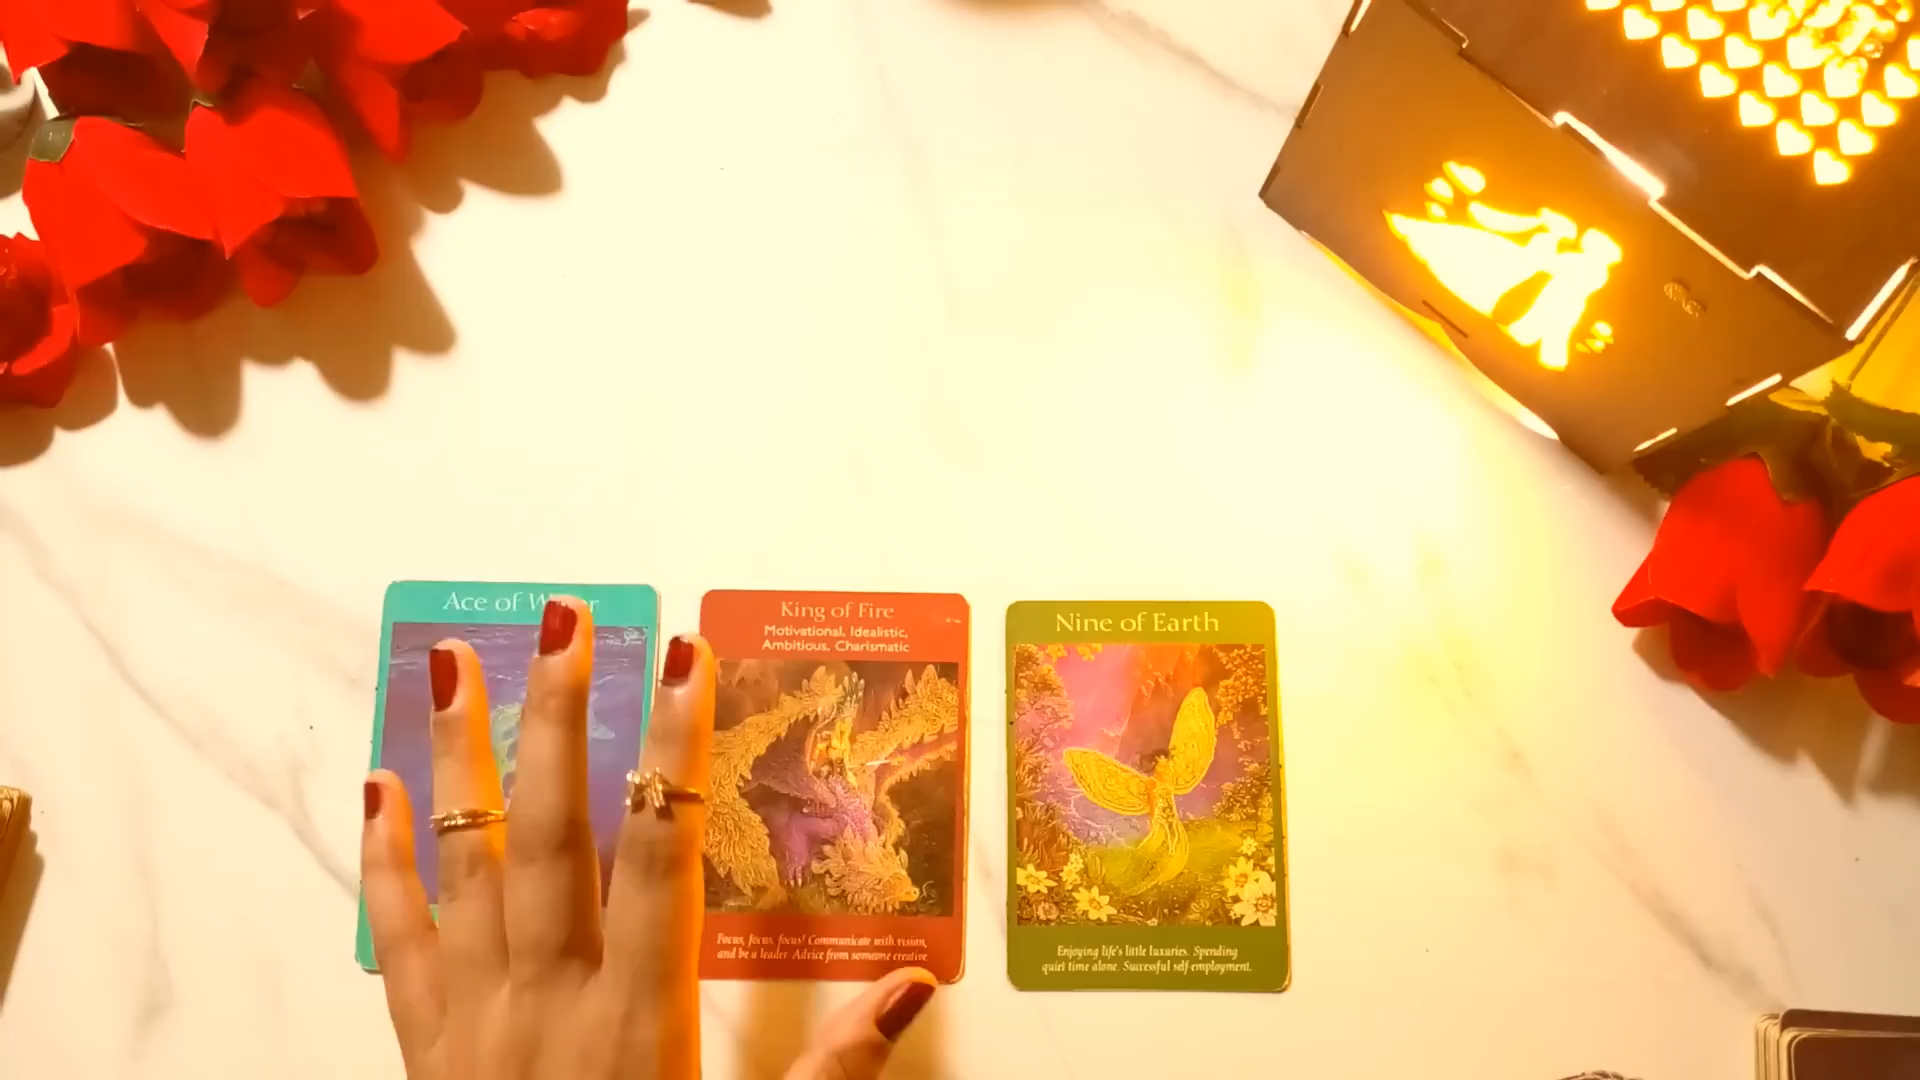 Ace of
King of Fire
Motivational, Idealistic,
Ambitious, Charismatic
Focus, focus, focus! Communicate with vision,
and be a leader. Advice from someone creative.
Nine of Earth
Enjoying life's little luxuries. Spending
quiet time alone. Successful self-employment.